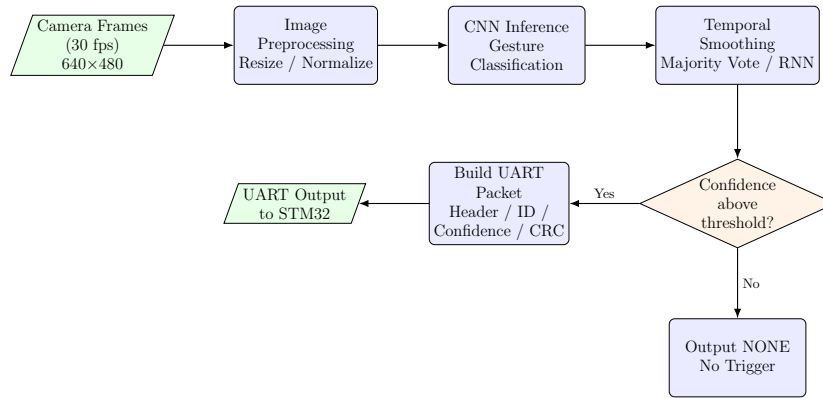 Camera Frames
(30 fps)
640×480
Image
Preprocessing
Resize / Normalize
CNN Inference
Gesture
Classification
Temporal
Smoothing
Majority Vote / RNN
UART Output
to STM32
Build UART
Packet
Header / ID /
Confidence / CRC
Yes
Confidence
above
threshold?
No
Output NONE
No Trigger